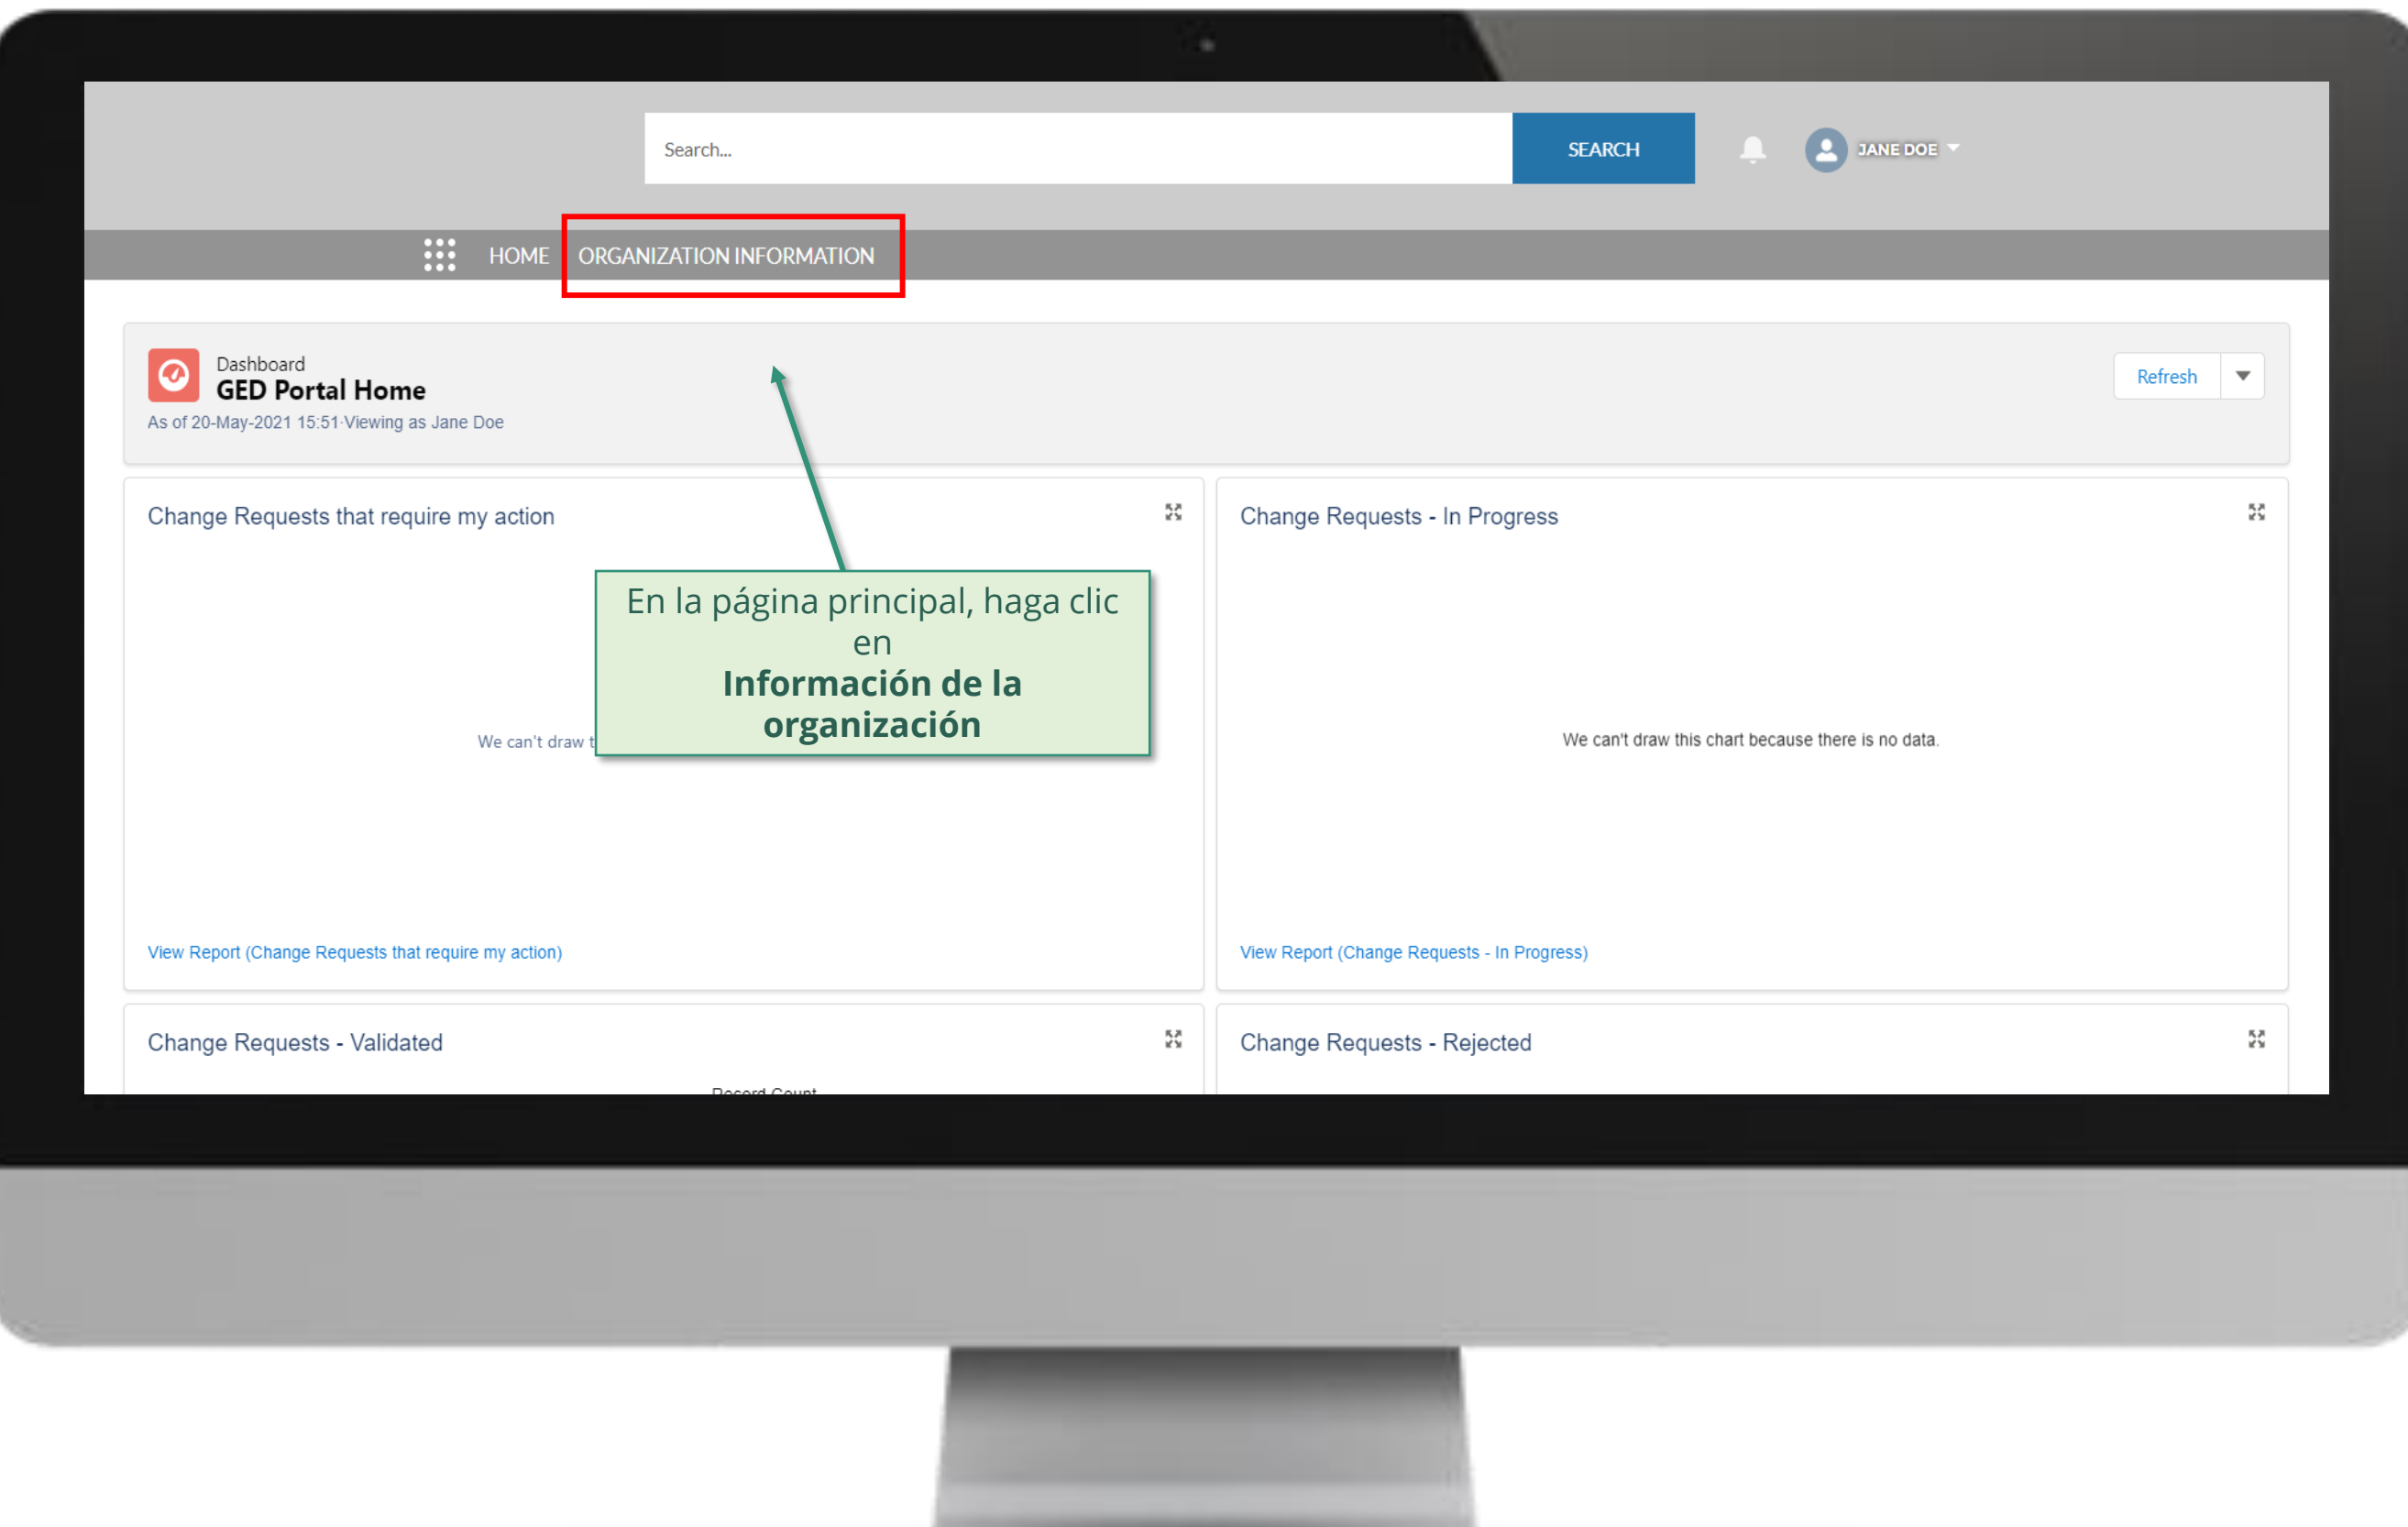 Search...
SEARCH
JANE DOE
HOME
ORGANIZATION INFORMATION
Dashboard
GED Portal Home
As of 20-May-2021 15:51·Viewing as Jane Doe
Refresh
Change Requests that require my action
Change Requests - In Progress
En la página principal, haga clic
en
Información de la
organización
We can't draw t
We can't draw this chart because there is no data.
View Report (Change Requests that require my action)
View Report (Change Requests - In Progress)
Change Requests - Validated
Change Requests - Rejected
Record Count